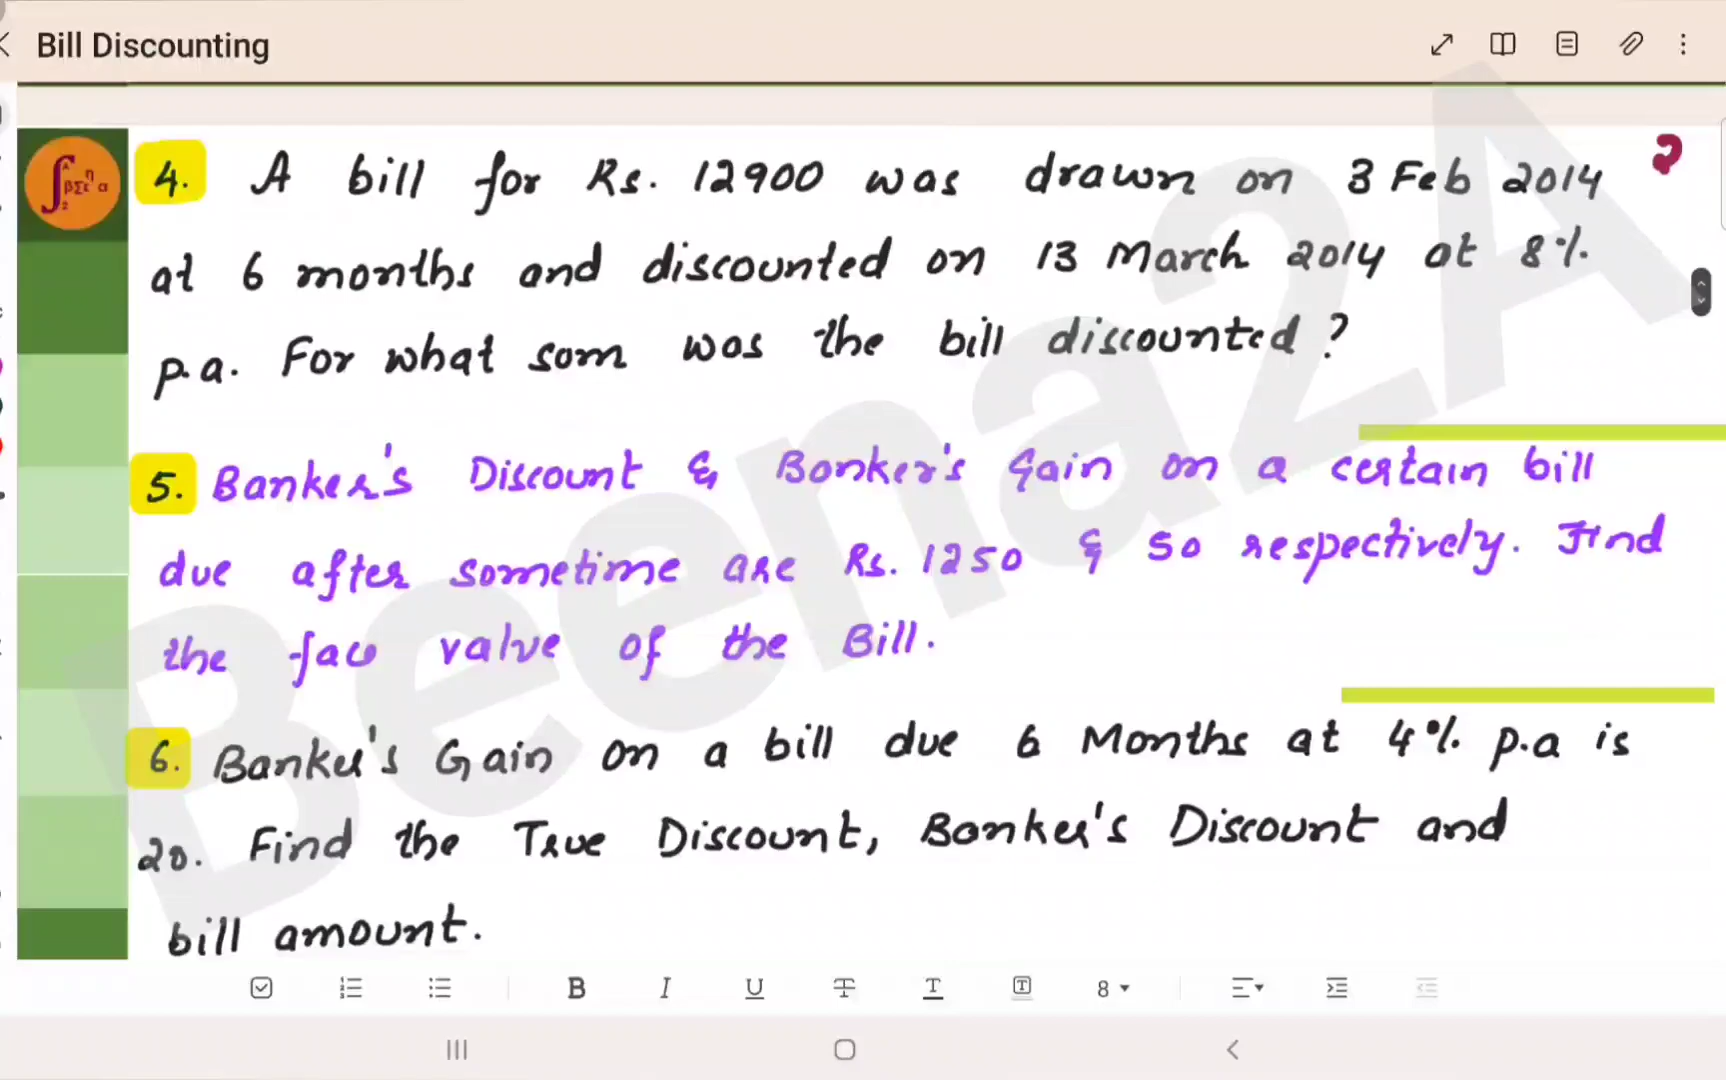 Bill Discounting
4. A bill for Rs. 12900 was drawn on 3 Feb 2014
at 6 months and discounted on 13 March 2014 at 8%
p.a. For what som was the bill discounted?
5. Banker's Discount & Banker's Gain on a certain bill
due after sometime are Rs. 1250 & 50 respectively. Find
the face value of the Bill.
6. Banker's Gain on a bill due 6 Months at 4% p.a is
20. Find the True Discount, Banker's Discount and
bill amount.
B I U T T T 8
Beena2A